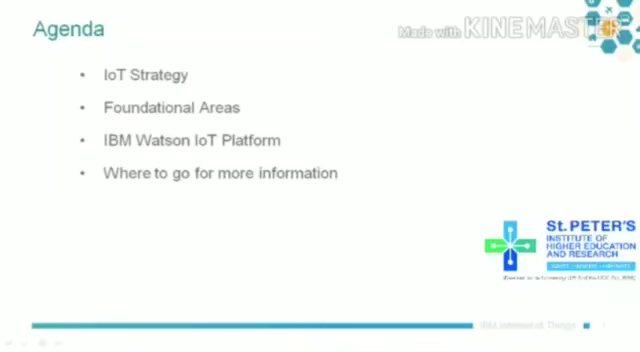 Agenda
Made with KINEMASTER
• IoT Strategy
• Foundational Areas
• IBM Watson IoT Platform
• Where to go for more information
St. PETER'S
INSTITUTE OF
HIGHER EDUCATION
AND RESEARCH
IBM Internet of Things